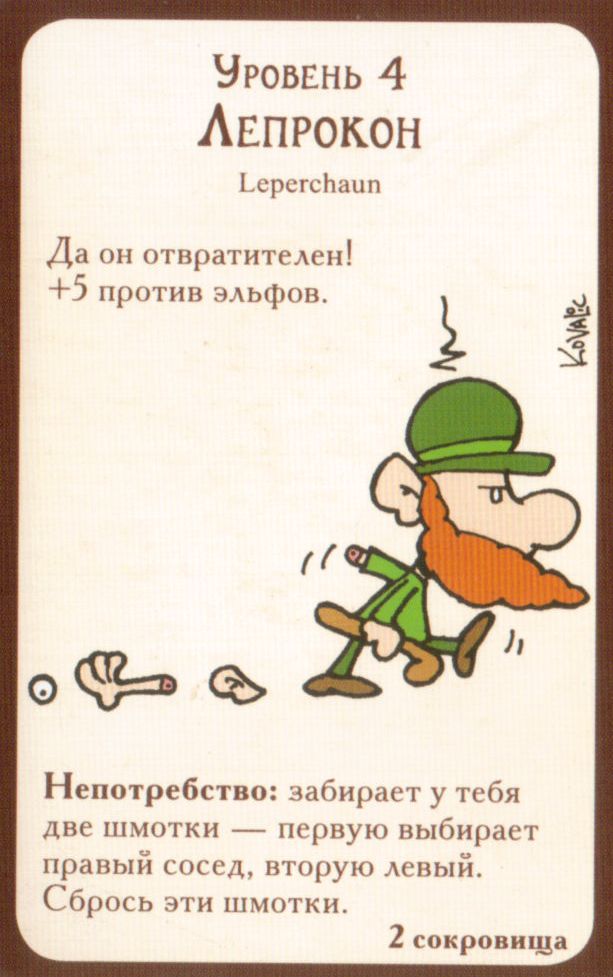 Уровень 4
Лепрокон
Leperchaun
Да он отвратителен!
+5 против эльфов.
Kovalic
Непотребство: забирает у тебя
две шмотки — первую выбирает
правый сосед, вторую левый.
Сбрось эти шмотки.
2 сокровища